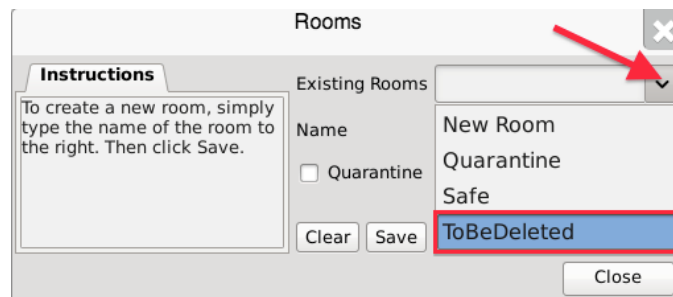 Rooms
Instructions
To create a new room, simply
type the name of the room to
the right. Then click Save.
Existing Rooms
Name
Quarantine
New Room
Quarantine
Safe
ToBeDeleted
Clear
Save
Close